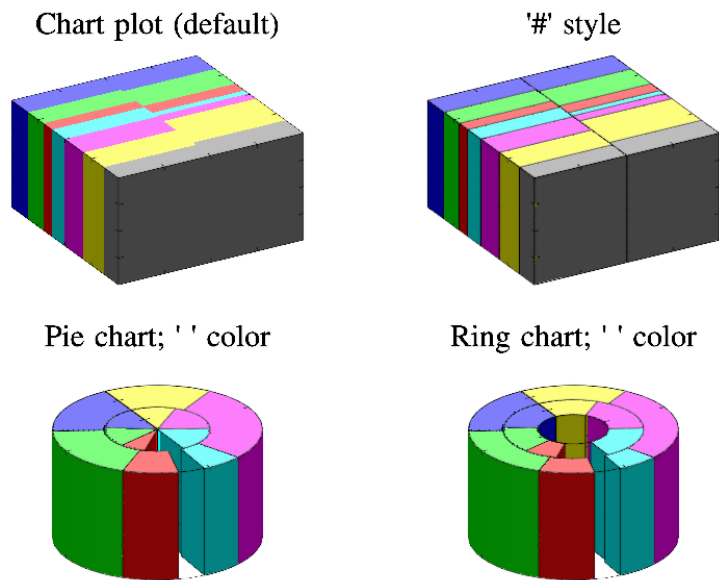 Chart plot (default)
'#' style
Pie chart; ' ' color
Ring chart; ' ' color